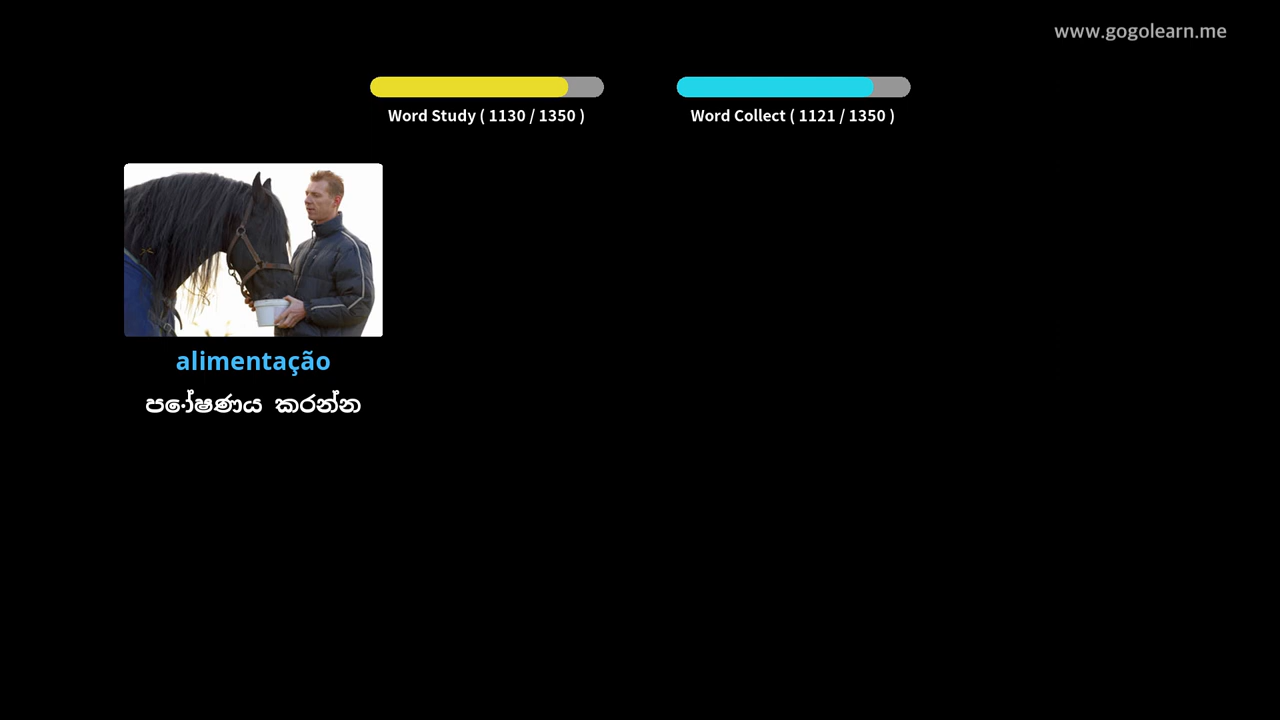 www.gogolearn.me
Word Study ( 1130 / 1350 )
Word Collect ( 1121 / 1350 )
alimentação
පෝෂණය කරන්න